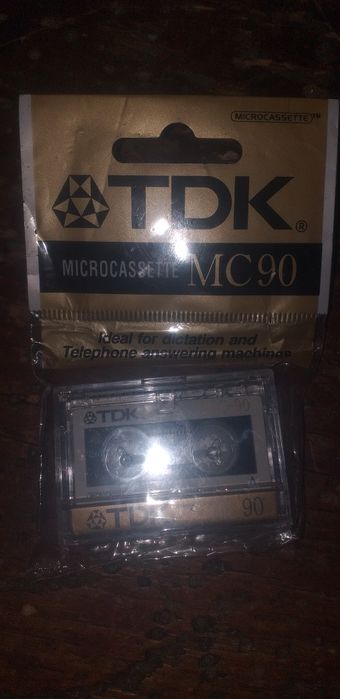 MICROCASSETTE™
TDK®
MICROCASSETTE MC90
Ideal for dictation and
Telephone answering machines
TDK
A
TDK 90